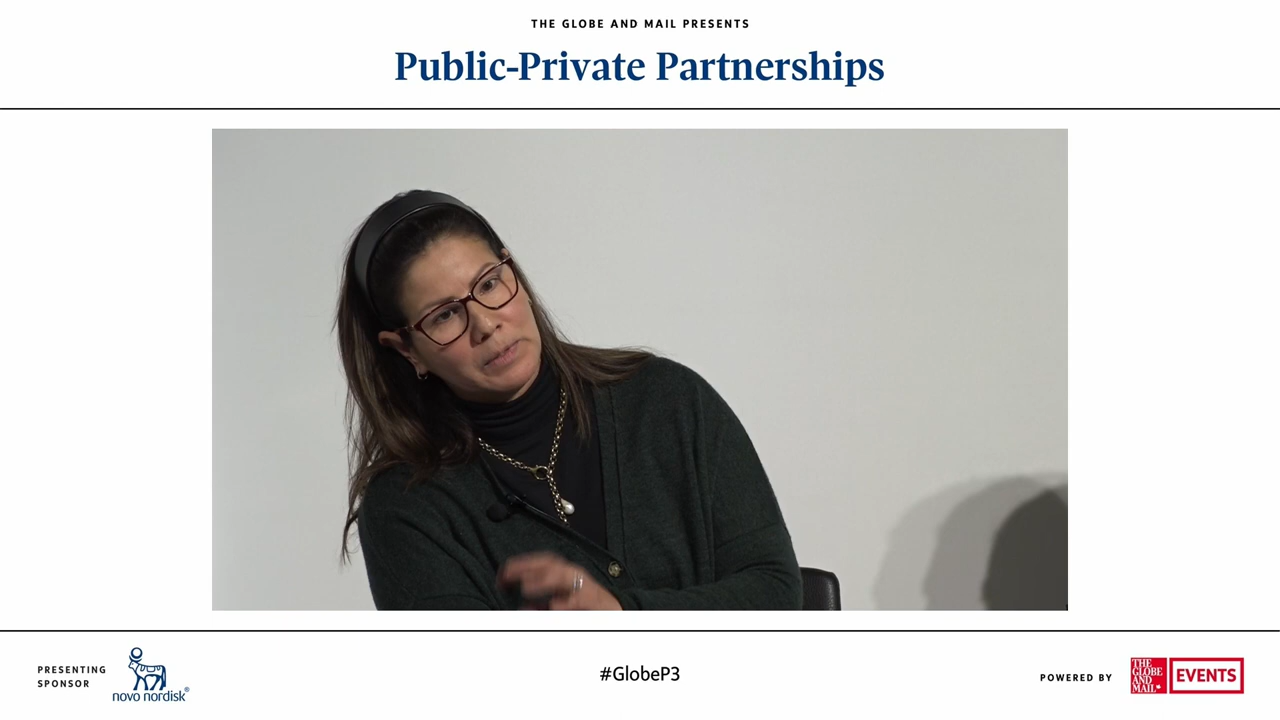 THE GLOBE AND MAIL PRESENTS
Public-Private Partnerships
PRESENTING
SPONSOR
novo nordisk®
#GlobeP3
POWERED BY
THE
GLOBE
AND
MAIL
EVENTS